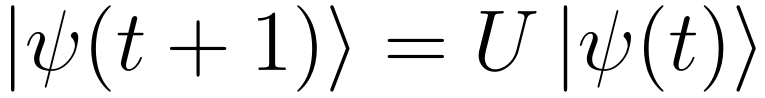 |ψ(t + 1)⟩ = U |ψ(t)⟩